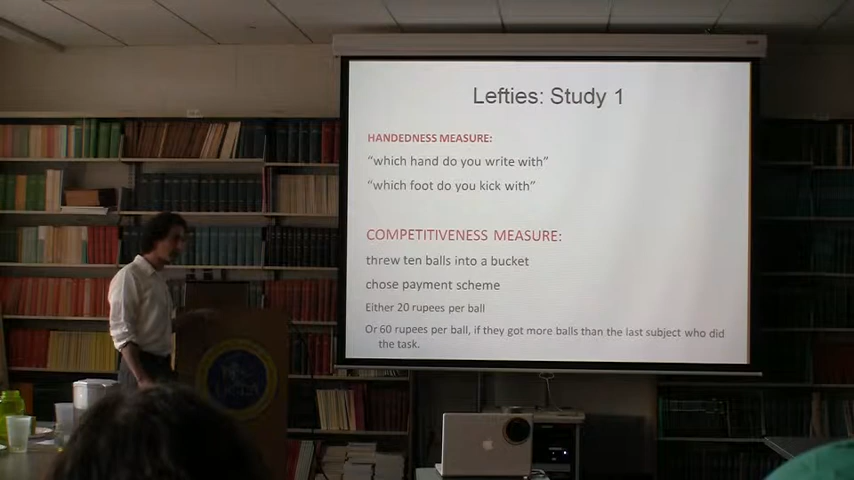 Lefties: Study 1
HANDEDNESS MEASURE:
“which hand do you write with”
“which foot do you kick with”
COMPETITIVENESS MEASURE:
threw ten balls into a bucket
chose payment scheme
Either 20 rupees per ball
Or 60 rupees per ball, if they got more balls than the last subject who did
the task.